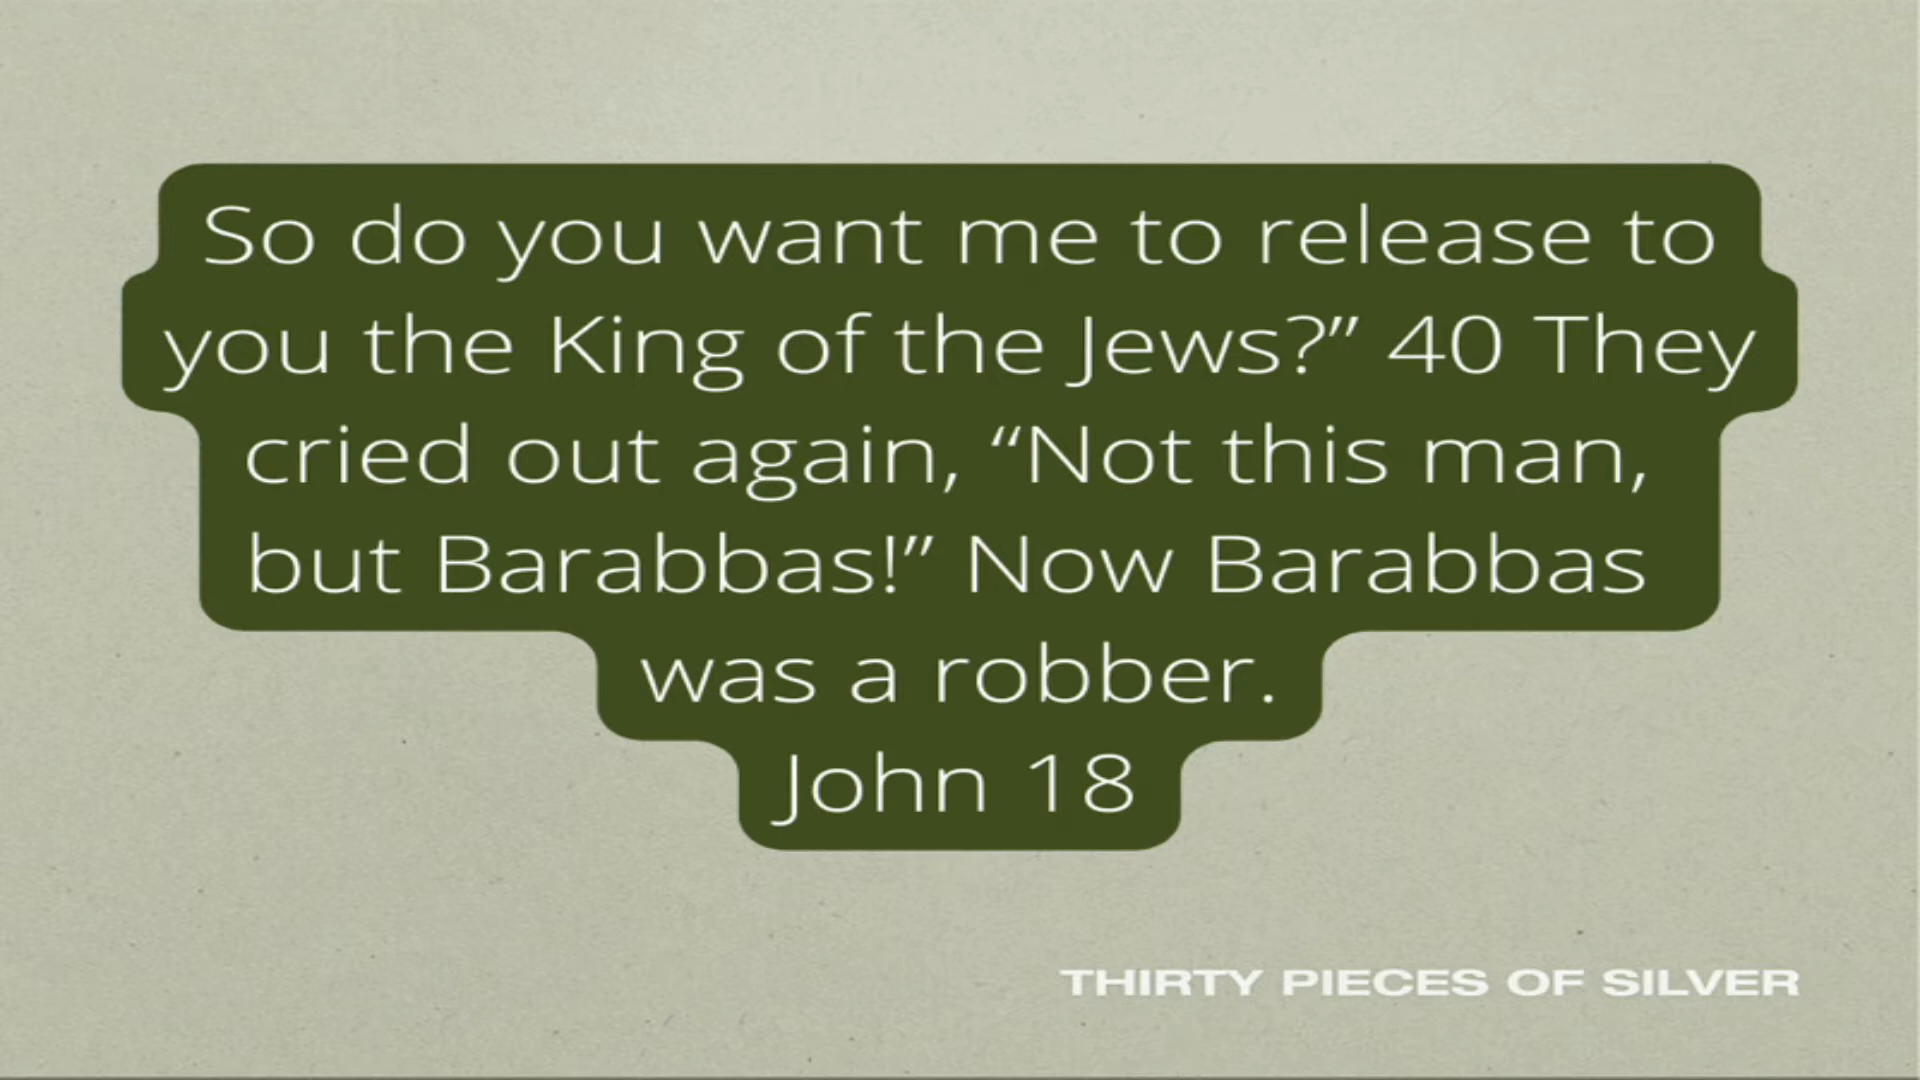 So do you want me to release to
you the King of the Jews?” 40 They
cried out again, “Not this man,
but Barabbas!” Now Barabbas
was a robber.
John 18
THIRTY PIECES OF SILVER